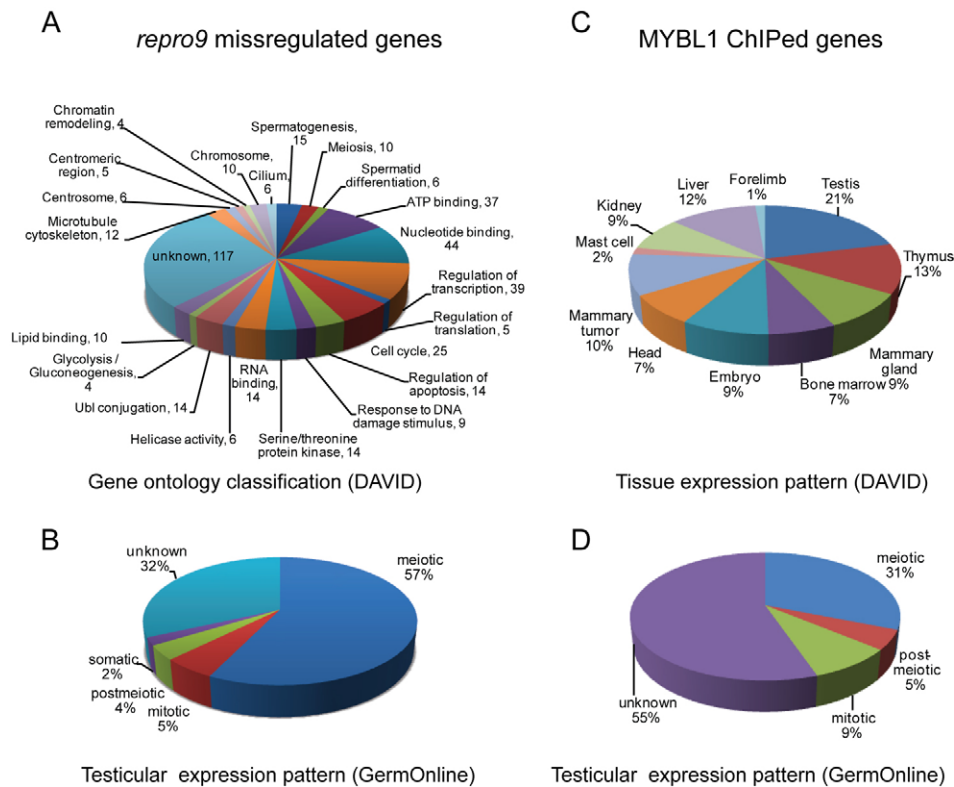 A
repro9 missregulated genes
Chromatin
remodeling, 4
Centromeric
region, 5
Centrosome, 6
Microtubule
cytoskeleton, 12
Chromosome,
10
Cilium,
6
Spermatogenesis,
15
Meiosis, 10
Spermatid
differentiation, 6
ATP binding, 37
Nucleotide binding,
44
Regulation of
transcription, 39
Regulation of
translation, 5
Cell cycle, 25
Regulation of
apoptosis, 14
Response to DNA
damage stimulus, 9
Serine/threonine
protein kinase, 14
RNA
binding,
14
Helicase activity, 6
Ubl conjugation, 14
Glycolysis /
Gluconeogenesis,
4
Lipid binding, 10
unknown, 117
Gene ontology classification (DAVID)
C
MYBL1 ChIPed genes
Forelimb
1%
Testis
21%
Thymus
13%
Mammary
gland
9%
Bone marrow
7%
Embryo
9%
Head
7%
Mammary
tumor
10%
Mast cell
2%
Kidney
9%
Liver
12%
Tissue expression pattern (DAVID)
B
unknown
32%
meiotic
57%
somatic
2%
postmeiotic
4%
mitotic
5%
Testicular expression pattern (GermOnline)
D
meiotic
31%
post-
meiotic
5%
mitotic
9%
unknown
55%
Testicular expression pattern (GermOnline)